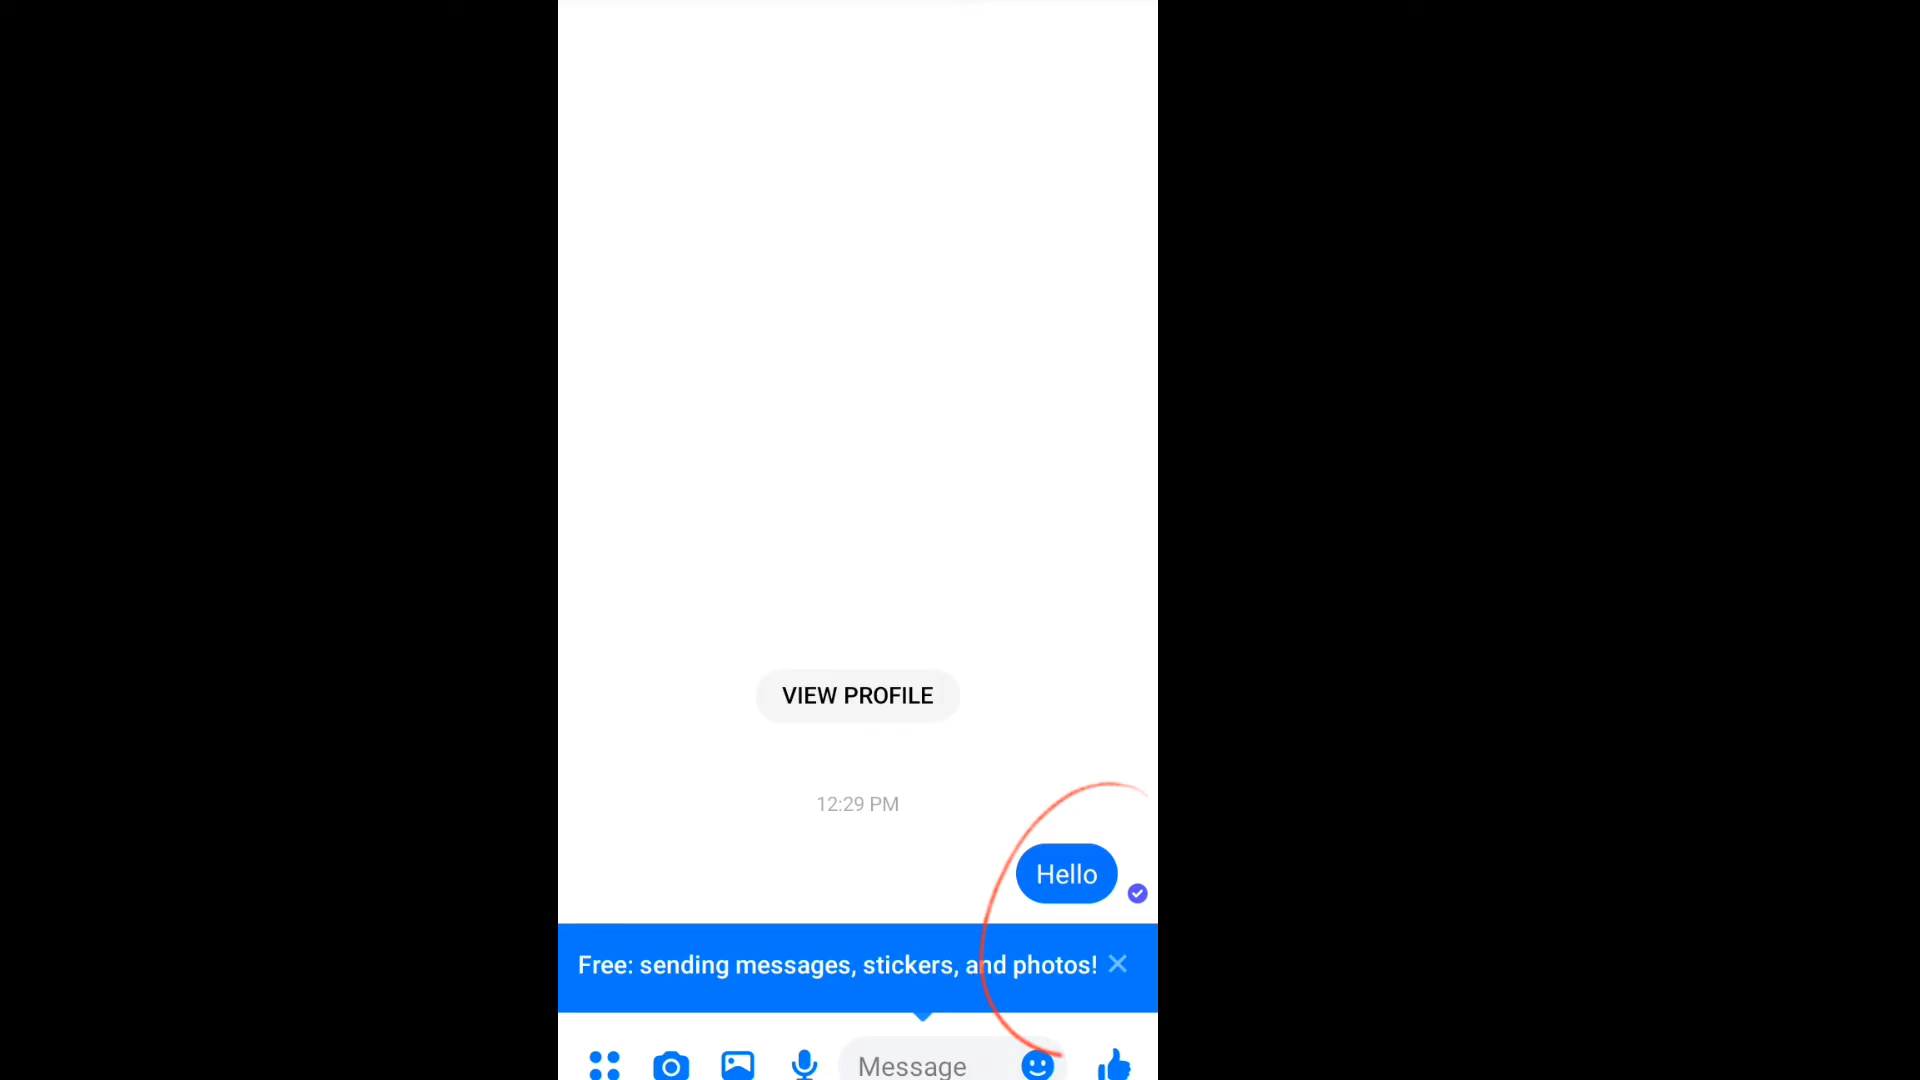 VIEW PROFILE
12:29 PM
Hello
Free: sending messages, stickers, and photos!
Message